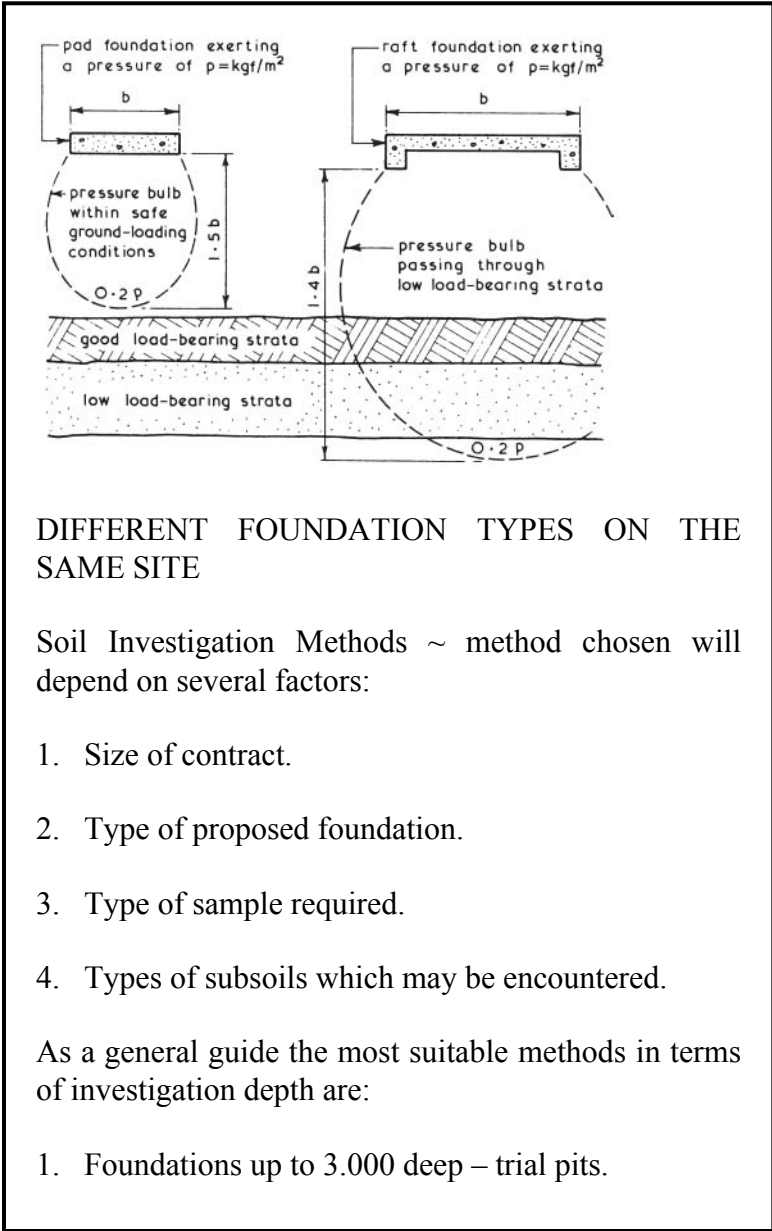 pad foundation exerting
a pressure of p=kgf/m²
b
pressure bulb
within safe
ground-loading
conditions
1·5b
0·2P
raft foundation exerting
a pressure of p=kgf/m²
b
1·4b
pressure bulb
passing through
low load-bearing strata
good load-bearing strata
low load-bearing strata
0·2P
DIFFERENT FOUNDATION TYPES ON THE
SAME SITE
Soil Investigation Methods ~ method chosen will
depend on several factors:
1. Size of contract.
2. Type of proposed foundation.
3. Type of sample required.
4. Types of subsoils which may be encountered.
As a general guide the most suitable methods in terms
of investigation depth are:
1. Foundations up to 3.000 deep – trial pits.